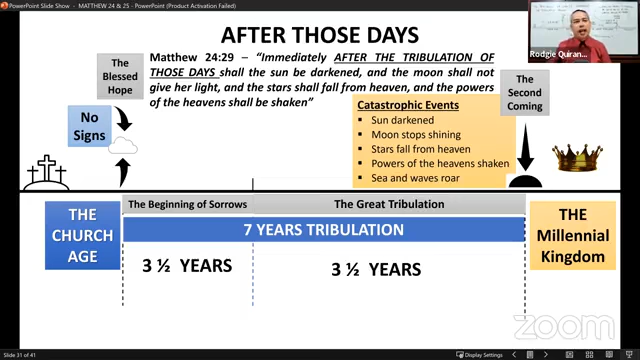 PowerPoint Slide Show - MATTHEW 24 & 25 - PowerPoint (Product Activation Failed)
Rodgie Quiran...
AFTER THOSE DAYS
The
Blessed
Hope
Matthew 24:29 – “Immediately AFTER THE TRIBULATION OF
THOSE DAYS shall the sun be darkened, and the moon shall not
give her light, and the stars shall fall from heaven, and the powers
of the heavens shall be shaken”
The
Second
Coming
No
Signs
Catastrophic Events
▪ Sun darkened
▪ Moon stops shining
▪ Stars fall from heaven
▪ Powers of the heavens shaken
▪ Sea and waves roar
THE
CHURCH
AGE
The Beginning of Sorrows
The Great Tribulation
7 YEARS TRIBULATION
3 ½ YEARS
3 ½ YEARS
THE
Millennial
Kingdom
zoom
Slide 31 of 41
Display Settings